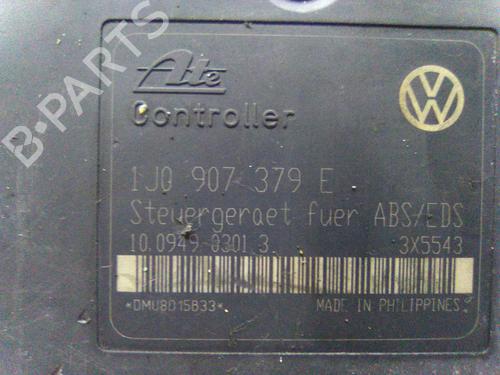 B-PARTS
Ate
Controller
1J0 907 379 E
Steuergeraet fuer ABS/EDS
10.0949-0301.3 3X5543
*DMU8015833*
MADE IN PHILIPPINES